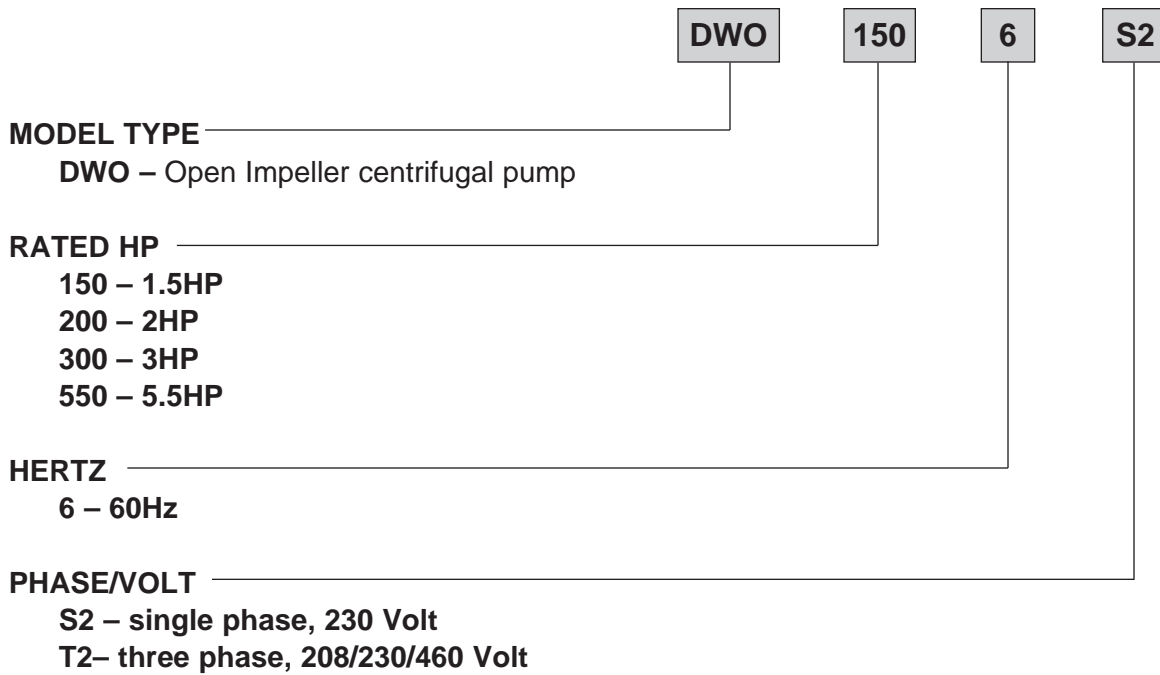 DWO 150 6 S2
MODEL TYPE
DWO – Open Impeller centrifugal pump
RATED HP
150 – 1.5HP
200 – 2HP
300 – 3HP
550 – 5.5HP
HERTZ
6 – 60Hz
PHASE/VOLT
S2 – single phase, 230 Volt
T2– three phase, 208/230/460 Volt